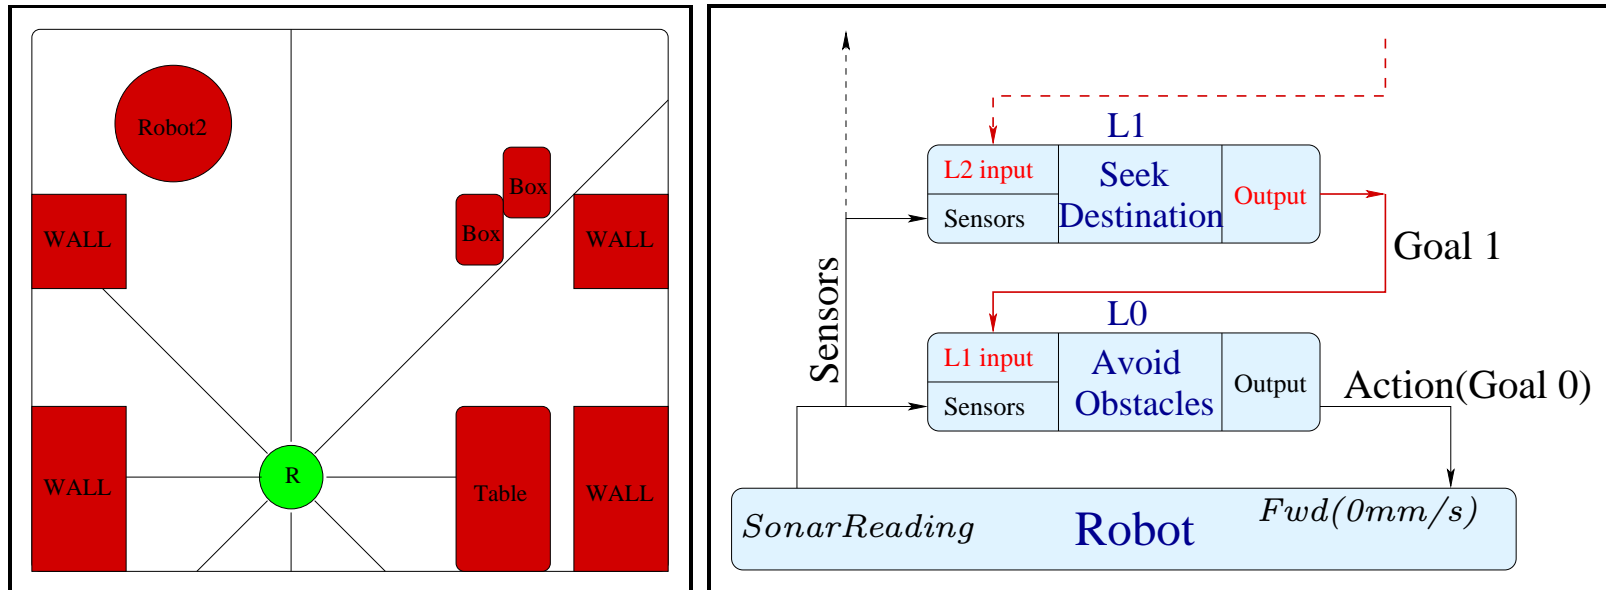 Robot2
Box
WALL
Box
WALL
WALL
R
Table
WALL
L1
L2 input
Seek
Destination
Output
Sensors
Goal 1
Sensors
L0
L1 input
Avoid
Obstacles
Output
Sensors
Action(Goal 0)
SonarReading
Robot
Fwd(0mm/s)